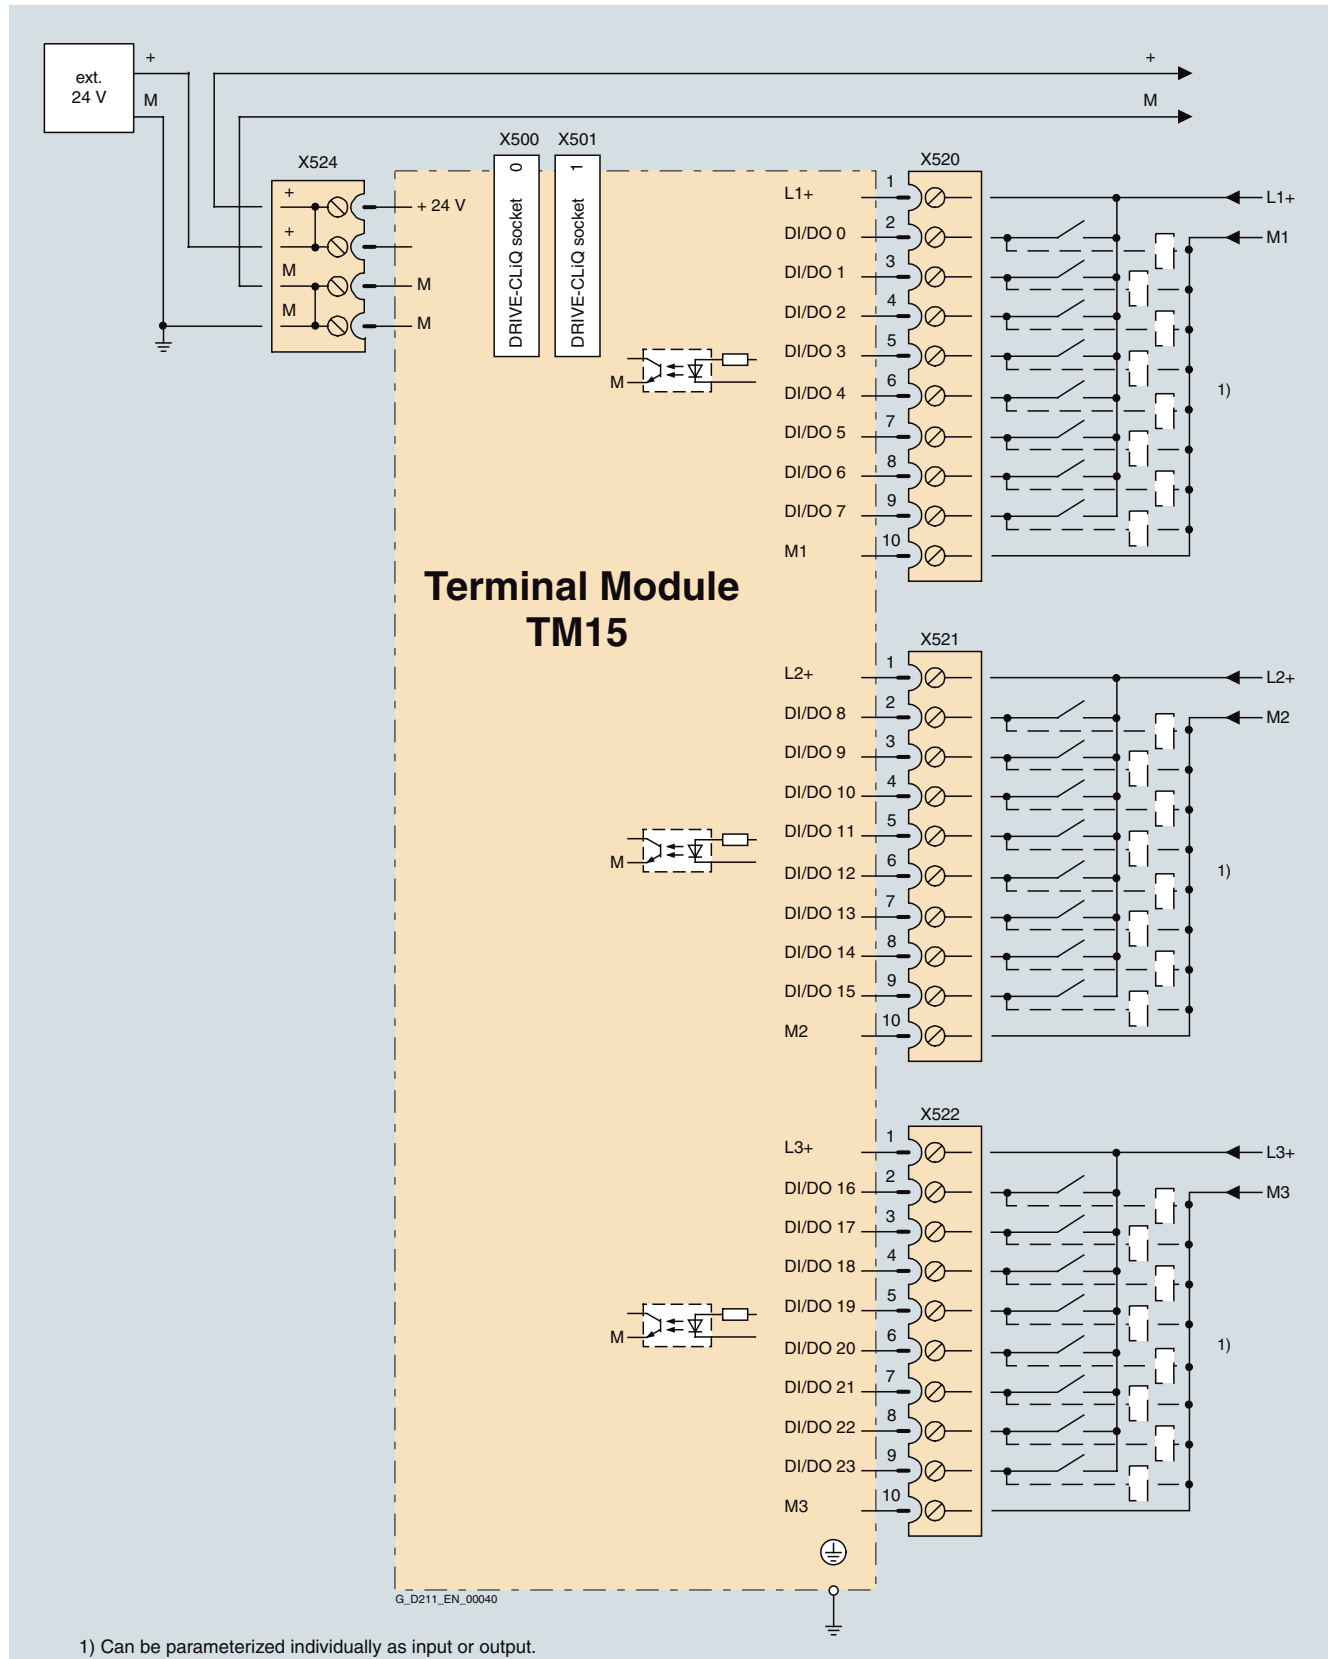 + +
ext.
24 V
M M
X500 X501
X524 X520
+ + 24 V
+
M M
M M
DRIVE-CLiQ socket 0
DRIVE-CLiQ socket 1
L1+ 1 L1+
DI/DO 0 2 M1
DI/DO 1 3
DI/DO 2 4
DI/DO 3 5
M
DI/DO 4 6 1)
DI/DO 5 7
DI/DO 6 8
DI/DO 7 9
M1 10
Terminal Module
TM15
X521
L2+ 1 L2+
DI/DO 8 2 M2
DI/DO 9 3
DI/DO 10 4
DI/DO 11 5
M
DI/DO 12 6 1)
DI/DO 13 7
DI/DO 14 8
DI/DO 15 9
M2 10
X522
L3+ 1 L3+
DI/DO 16 2 M3
DI/DO 17 3
DI/DO 18 4
DI/DO 19 5
M
DI/DO 20 6 1)
DI/DO 21 7
DI/DO 22 8
DI/DO 23 9
M3 10
G_D211_EN_00040
1) Can be parameterized individually as input or output.